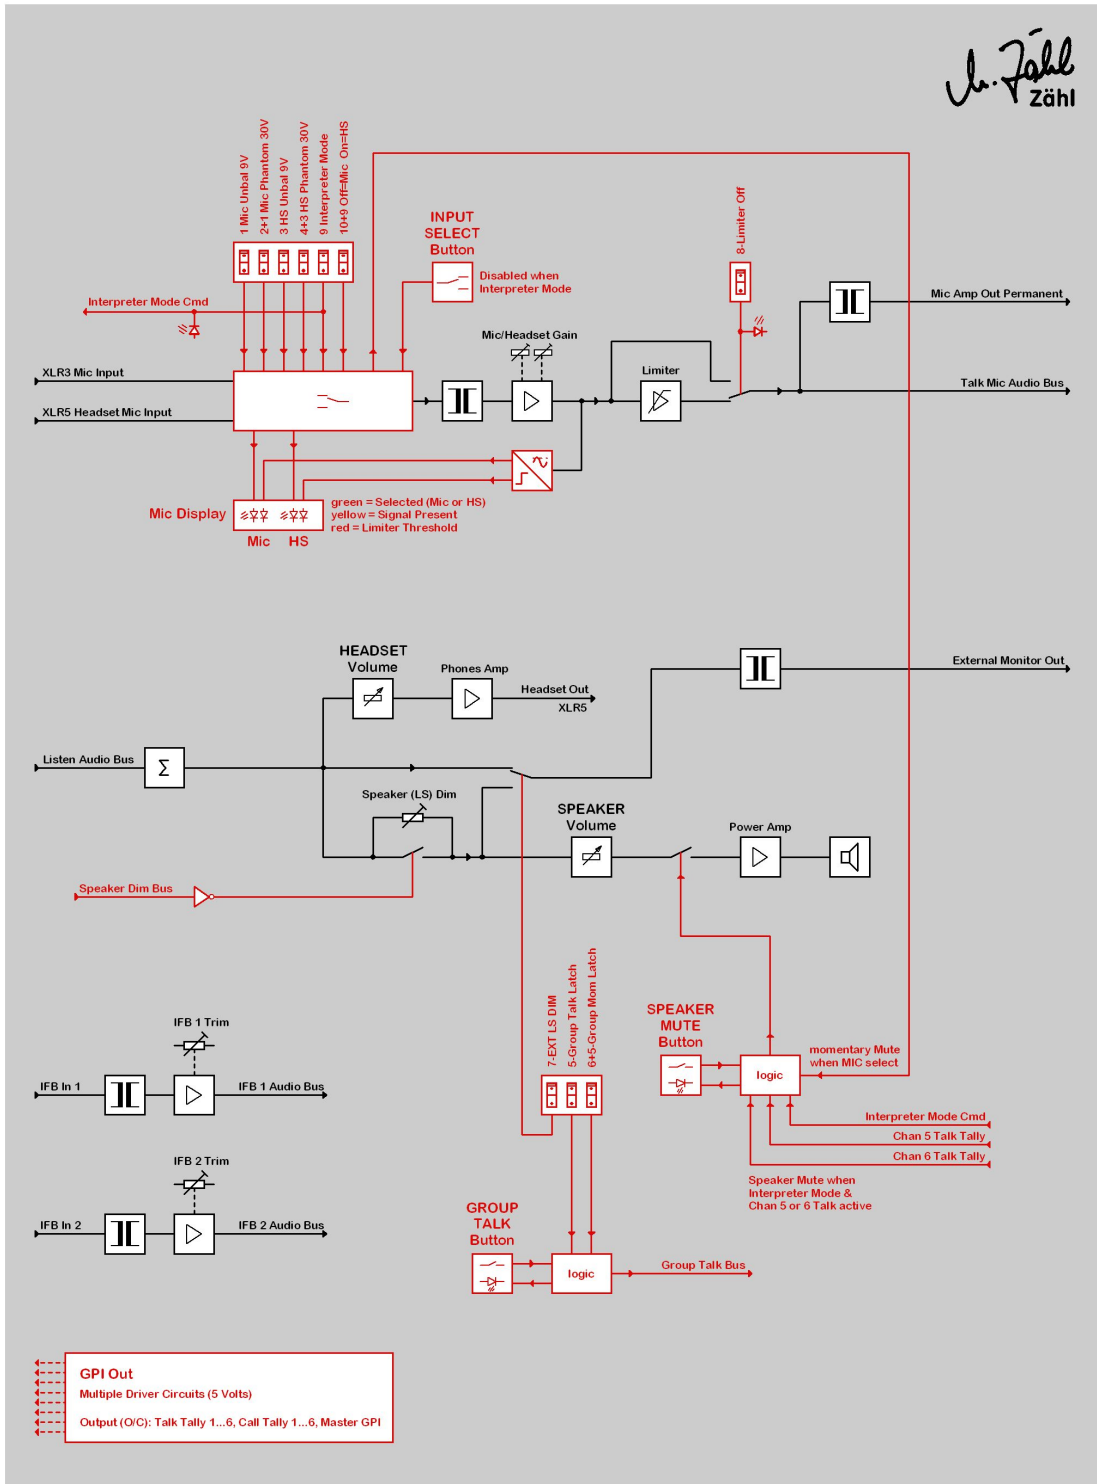 M. Zähl
Zähl
1 Mic Unbal 9V
2+1 Mic Phantom 30V
3 HS Unbal 9V
4+3 HS Phantom 30V
9 Interpreter Mode
10+9 Off=Mic On=HS
INPUT
SELECT
Button
Disabled when
Interpreter Mode
8-Limiter Off
Interpreter Mode Cmd
Mic Amp Out Permanent
Mic/Headset Gain
XLR3 Mic Input
Limiter
Talk Mic Audio Bus
XLR5 Headset Mic Input
Mic Display
green = Selected (Mic or HS)
yellow = Signal Present
red = Limiter Threshold
Mic
HS
HEADSET
Volume
Phones Amp
Headset Out
XLR5
External Monitor Out
Listen Audio Bus
Σ
Speaker (LS) Dim
SPEAKER
Volume
Power Amp
Speaker Dim Bus
7-EXT LS DIM
5-Group Talk Latch
6+5-Group Mom Latch
SPEAKER
MUTE
Button
logic
momentary Mute
when MIC select
Interpreter Mode Cmd
Chan 5 Talk Tally
Chan 6 Talk Tally
Speaker Mute when
Interpreter Mode &
Chan 5 or 6 Talk active
IFB 1 Trim
IFB In 1
IFB 1 Audio Bus
IFB 2 Trim
IFB In 2
IFB 2 Audio Bus
GROUP
TALK
Button
logic
Group Talk Bus
GPI Out
Multiple Driver Circuits (5 Volts)
Output (O/C): Talk Tally 1...6, Call Tally 1...6, Master GPI